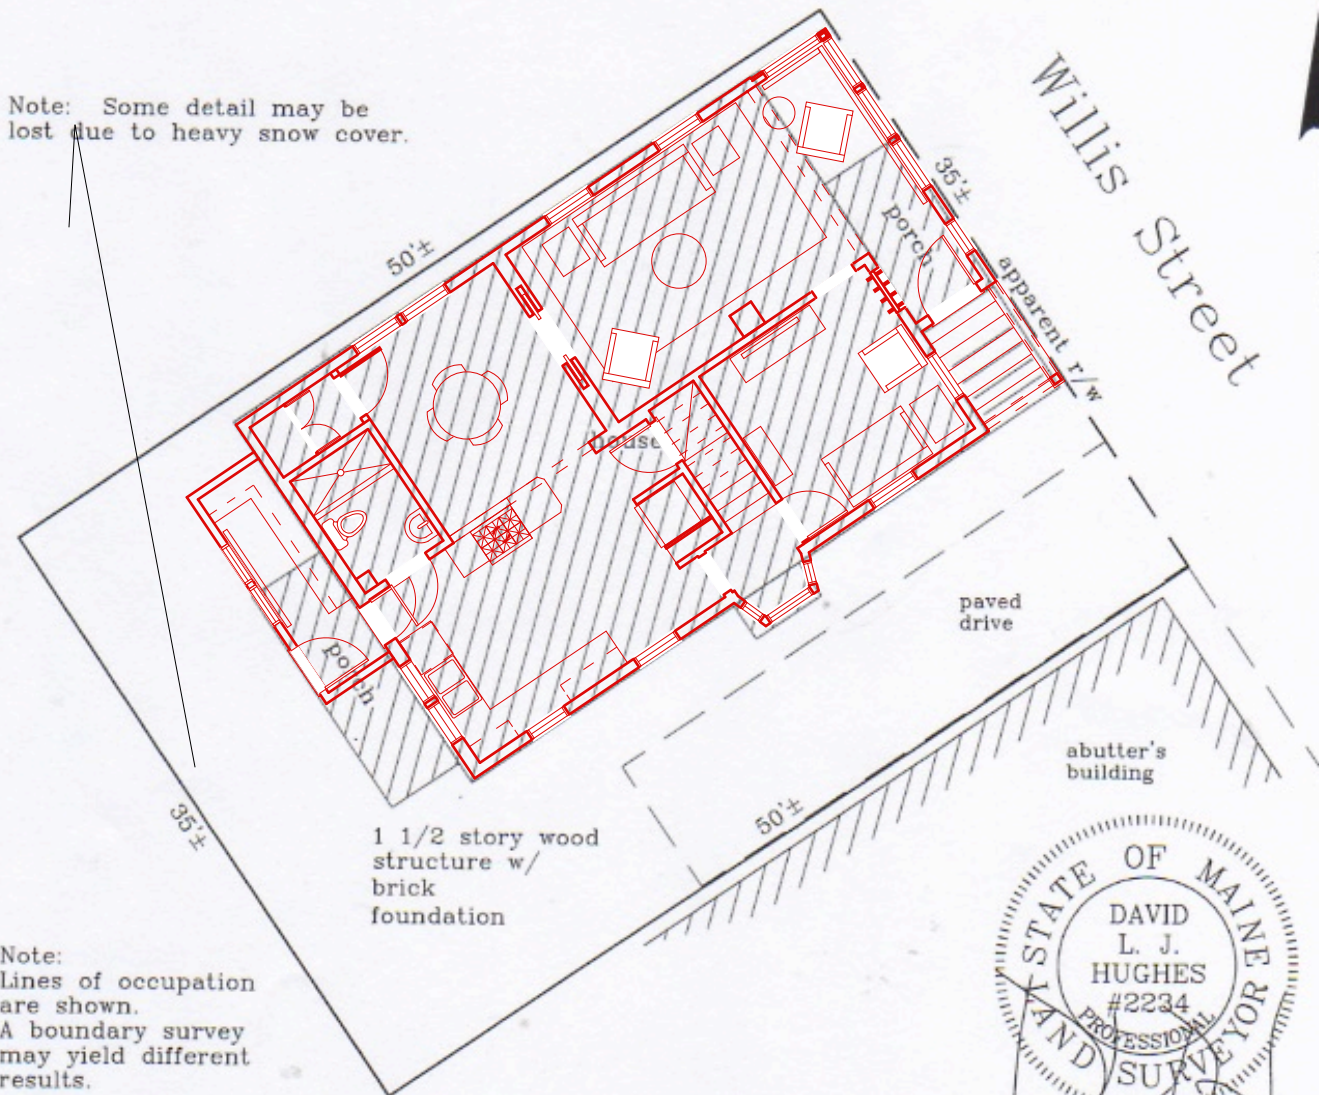 Note: Some detail may be
lost due to heavy snow cover.
Willis Street
35'±
50'±
porch
apparent r/w
house
paved
drive
porch
abutter's
building
35'±
50'±
1 1/2 story wood
structure w/
brick
foundation
Note:
Lines of occupation
are shown.
A boundary survey
may yield different
results.
STATE OF MAINE
DAVID
L. J.
HUGHES
#2234
PROFESSIONAL
LAND SURVEYOR